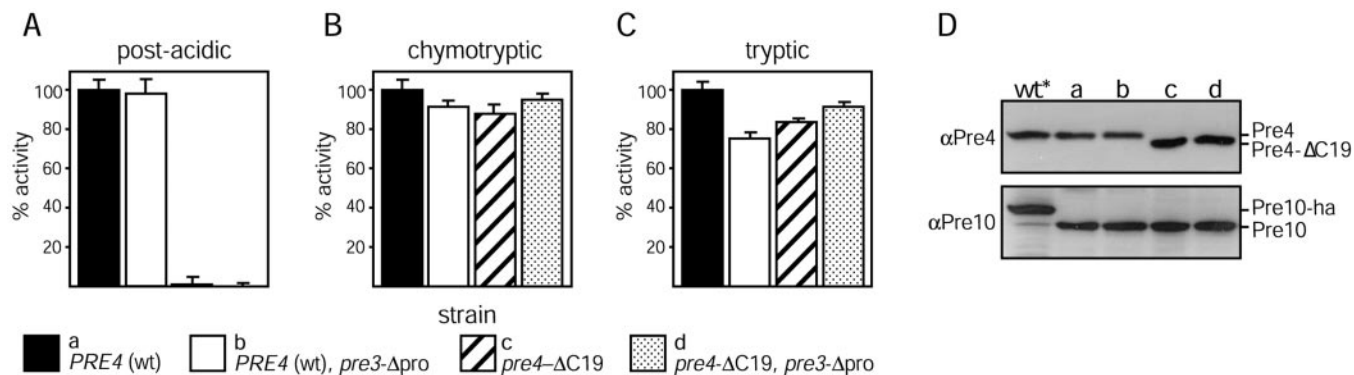 A
post-acidic
% activity
100
80
60
40
20
B
chymotryptic
% activity
100
80
60
40
20
C
tryptic
% activity
100
80
60
40
20
strain
a
PRE4 (wt)
b
PRE4 (wt), pre3-Δpro
c
pre4–ΔC19
d
pre4-ΔC19, pre3-Δpro
D
wt* a b c d
αPre4
Pre4
Pre4-ΔC19
αPre10
Pre10-ha
Pre10